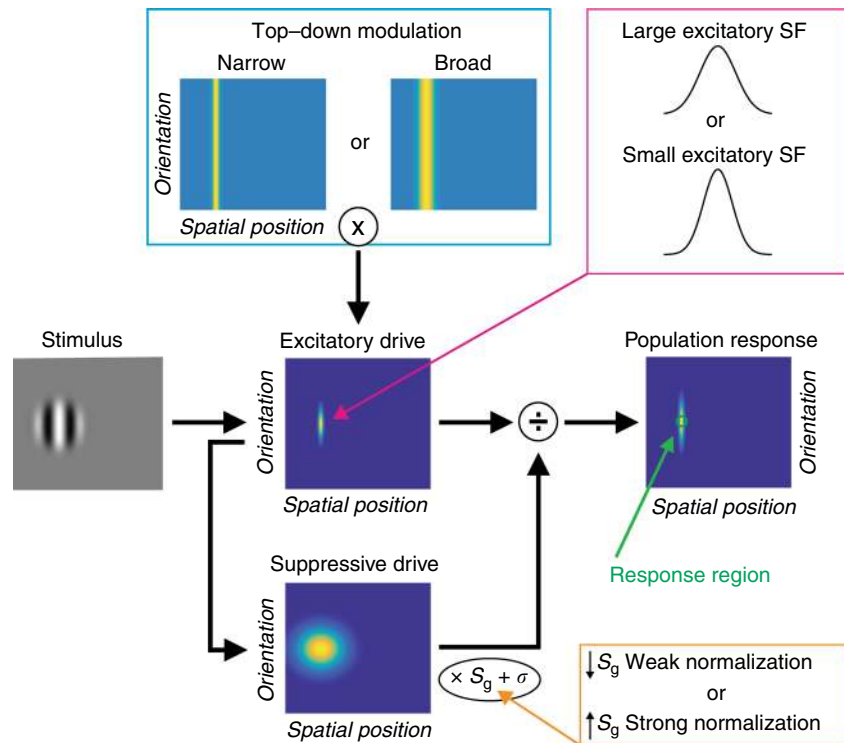 Top–down modulation
Narrow
Broad
Orientation
or
Spatial position
x
Large excitatory SF
or
Small excitatory SF
Stimulus
Excitatory drive
Orientation
Spatial position
÷
Population response
Orientation
Spatial position
Response region
Suppressive drive
Orientation
Spatial position
× Sg + σ
↓ Sg Weak normalization
or
↑ Sg Strong normalization